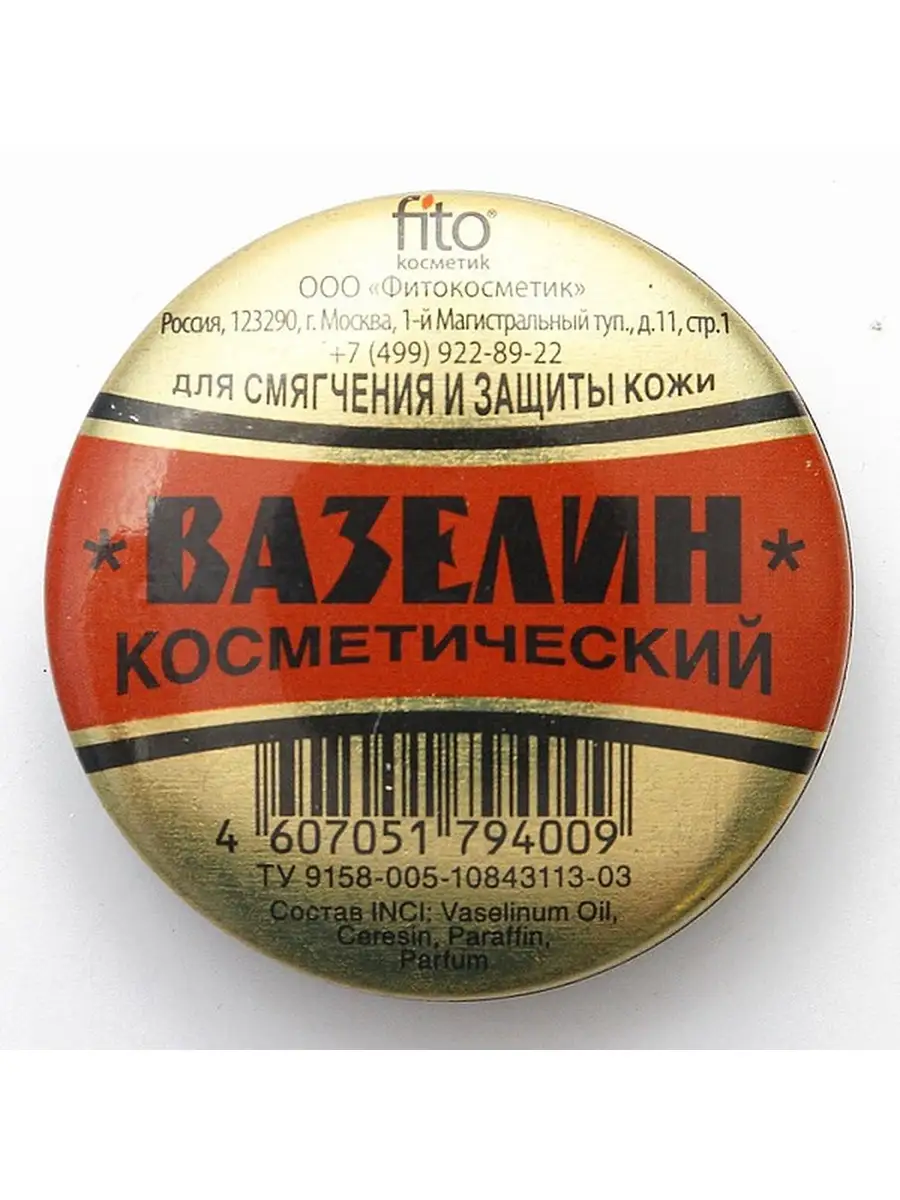 fito®
косметик
ООО «Фитокосметик»
Россия, 123290, г. Москва, 1-й Магистральный туп., д.11, стр.1
+7 (499) 922-89-22
для СМЯГЧЕНИЯ И ЗАЩИТЫ кожи
* ВАЗЕЛИН *
КОСМЕТИЧЕСКИЙ
4 607051 794009
ТУ 9158-005-10843113-03
Состав INCI: Vaselinum Oil,
Ceresin, Paraffin,
Parfum